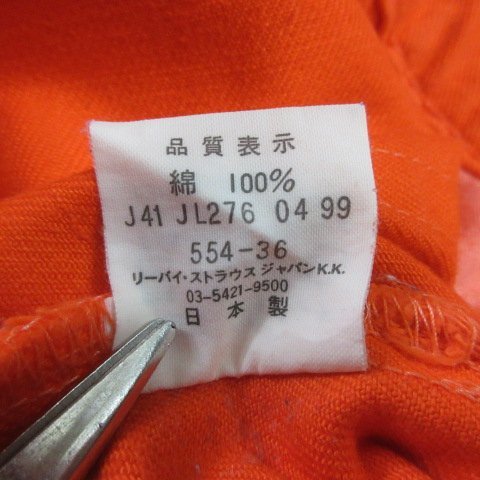 品質表示
綿 100%
J41 JL276 04 99
554-36
リーバイ・ストラウス ジャパンK.K.
03-5421-9500
日本製